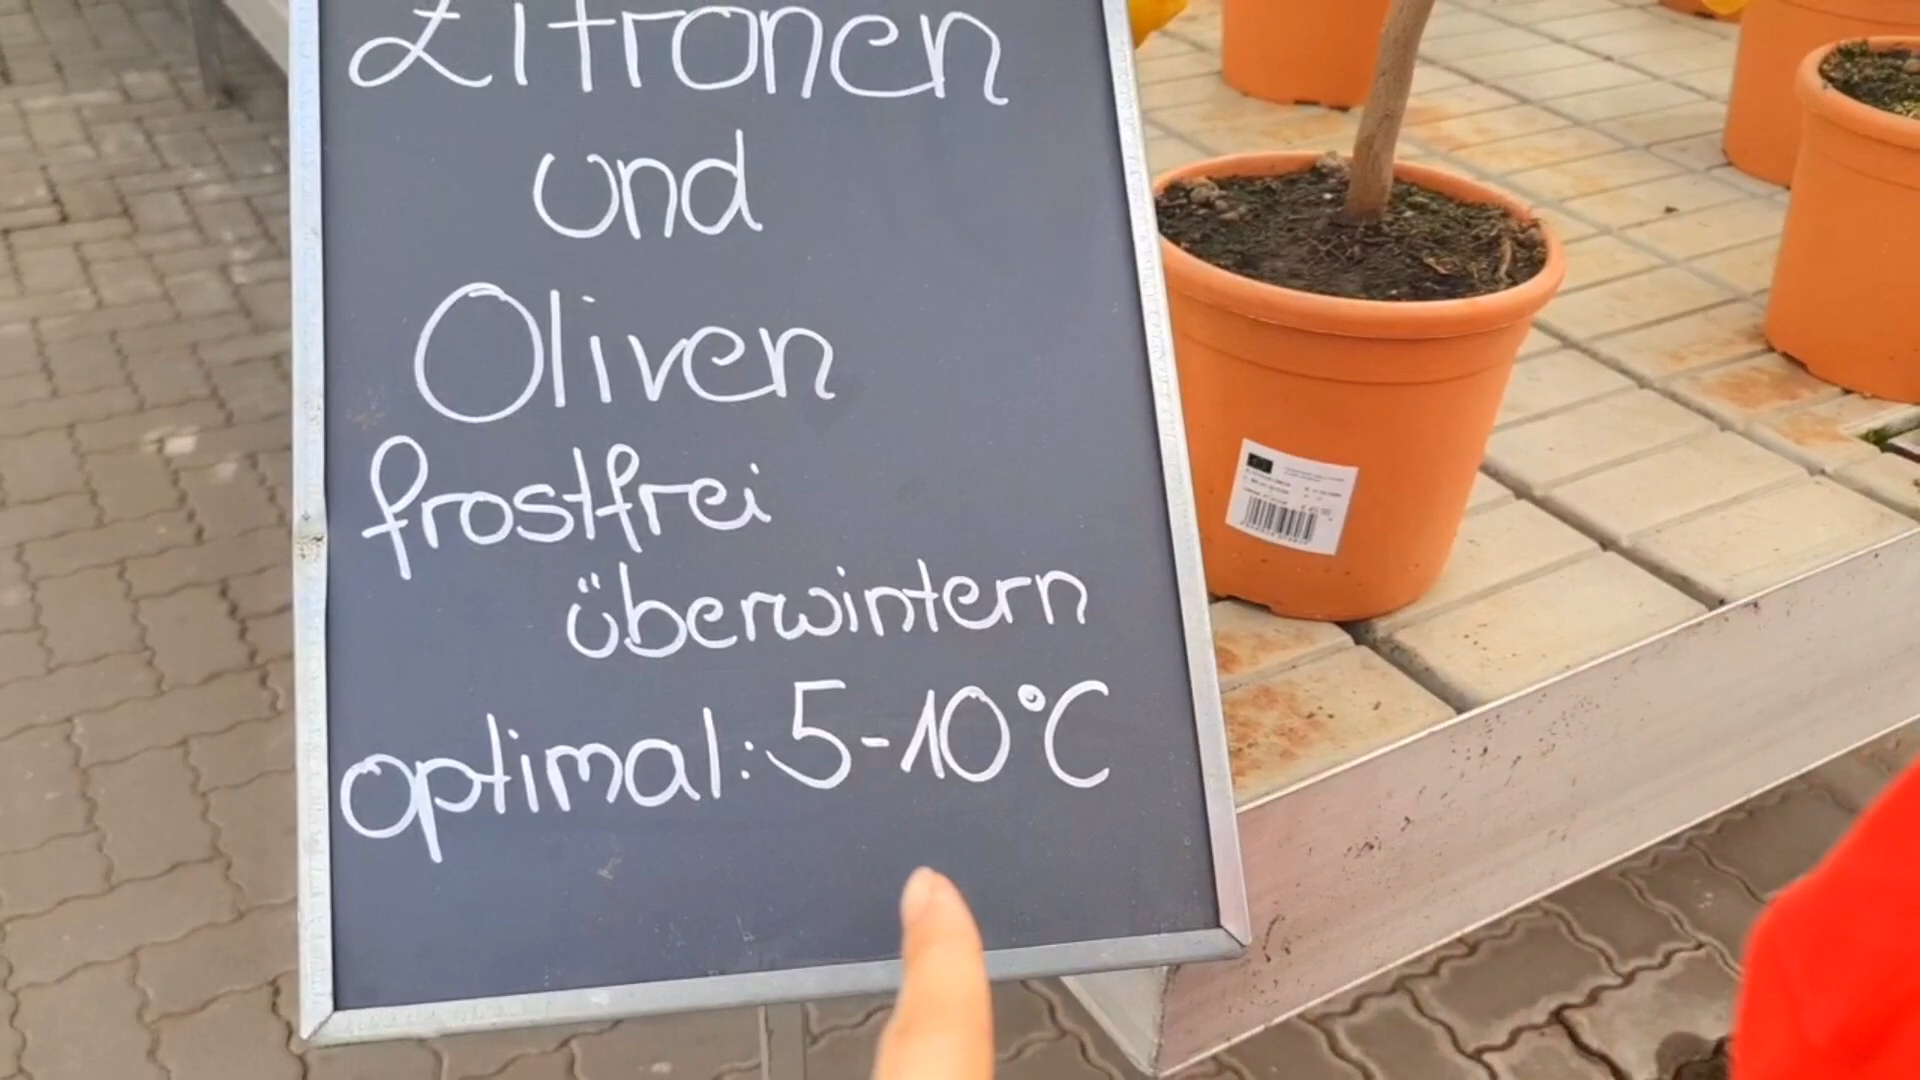 Zitronen
und
Oliven
frostfrei
überwintern
optimal: 5-10°C